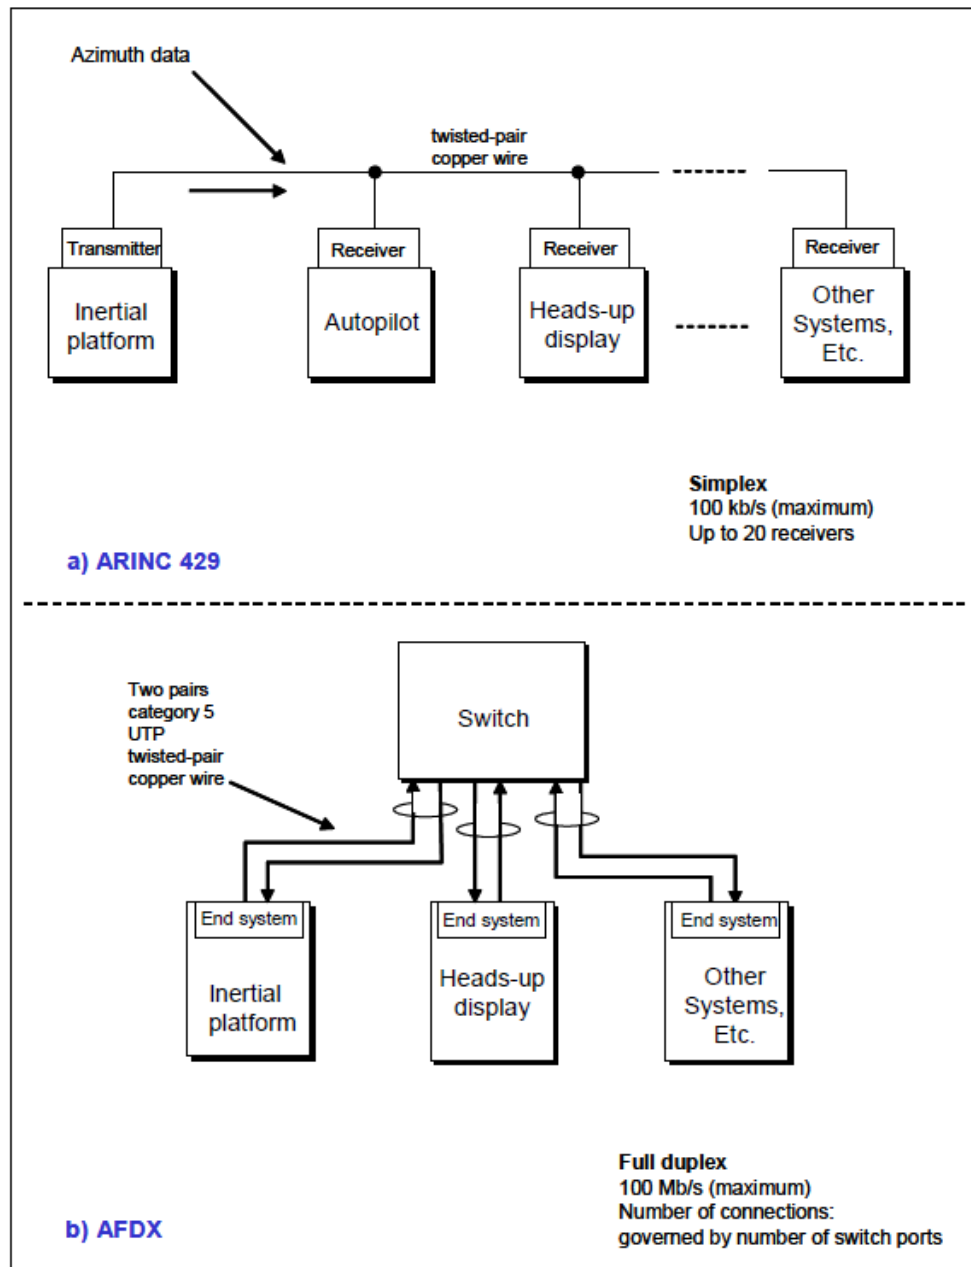 Azimuth data
twisted-pair
copper wire
Transmitter
Receiver
Receiver
Receiver
Inertial
platform
Autopilot
Heads-up
display
Other
Systems,
Etc.
Simplex
100 kb/s (maximum)
Up to 20 receivers
a) ARINC 429
Two pairs
category 5
UTP
twisted-pair
copper wire
Switch
End system
End system
End system
Inertial
platform
Heads-up
display
Other
Systems,
Etc.
Full duplex
100 Mb/s (maximum)
Number of connections:
governed by number of switch ports
b) AFDX